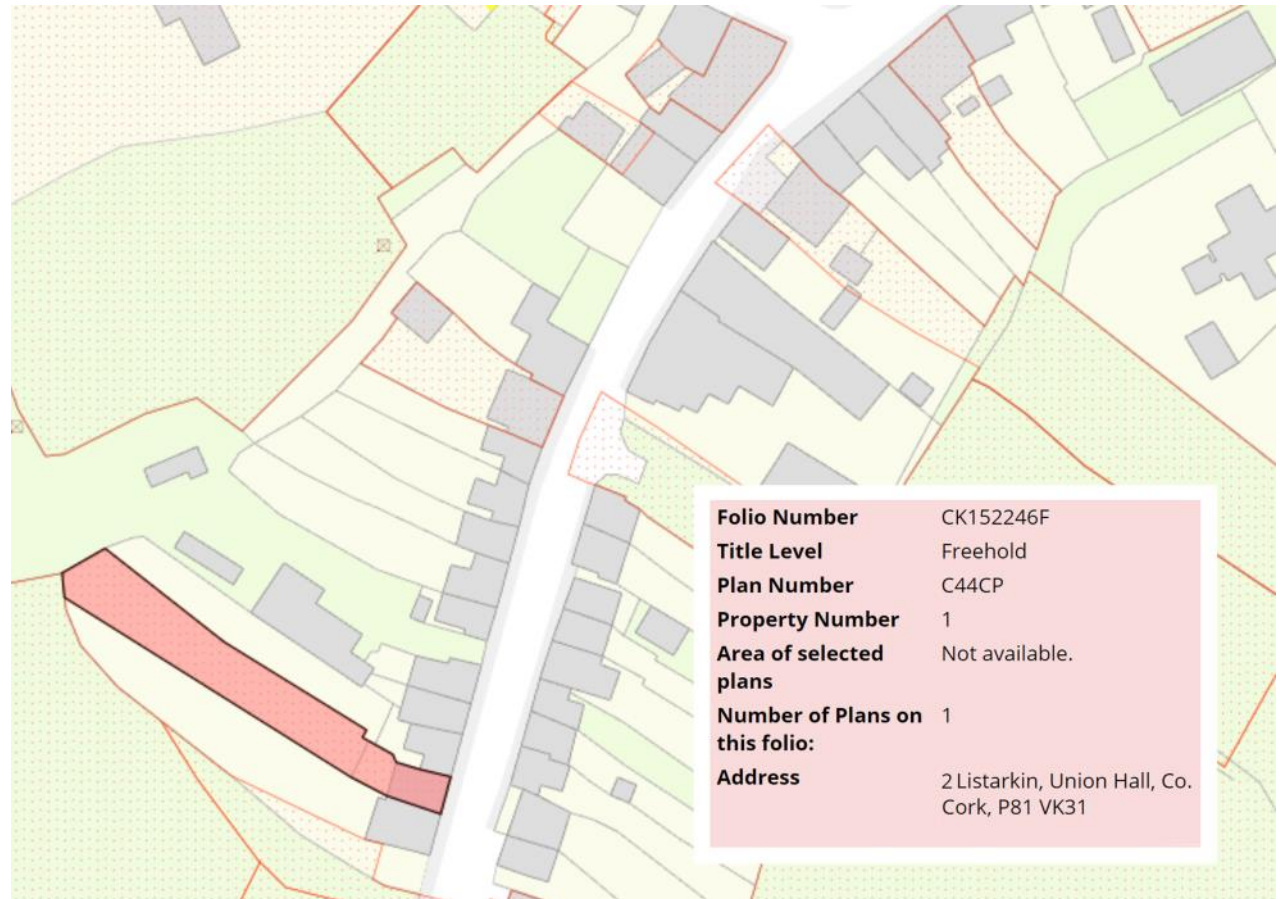 Folio Number CK152246F
Title Level Freehold
Plan Number C44CP
Property Number 1
Area of selected Not available.
plans
Number of Plans on 1
this folio:
Address 2 Listarkin, Union Hall, Co.
Cork, P81 VK31